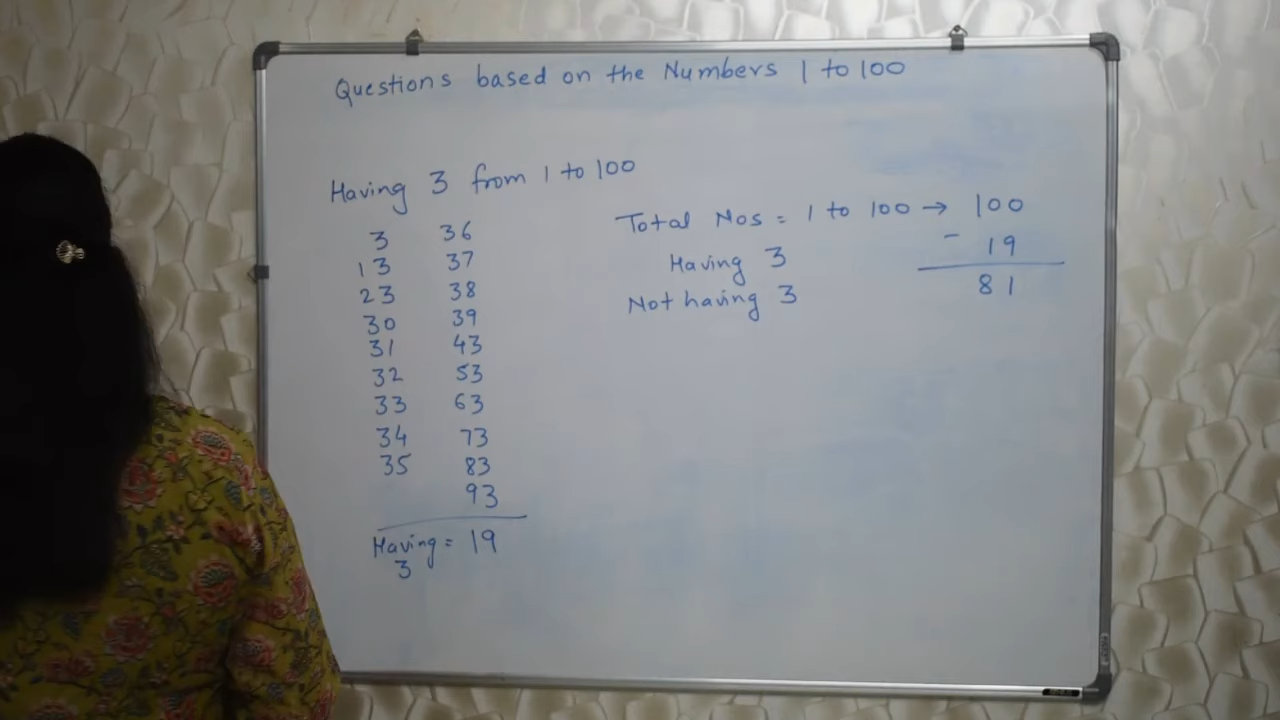 Questions based on the Numbers 1 to 100
Having 3 from 1 to 100
3 36
13 37
23 38
30 39
31 43
32 53
33 63
34 73
35 83
93
Having = 19
3
Total Nos = 1 to 100 → 100
Having 3 - 19
Not having 3 81